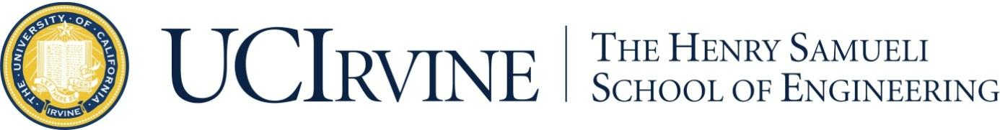 THE UNIVERSITY OF CALIFORNIA
LET THERE BE LIGHT
IRVINE
UCIRVINE
THE HENRY SAMUELI
SCHOOL OF ENGINEERING